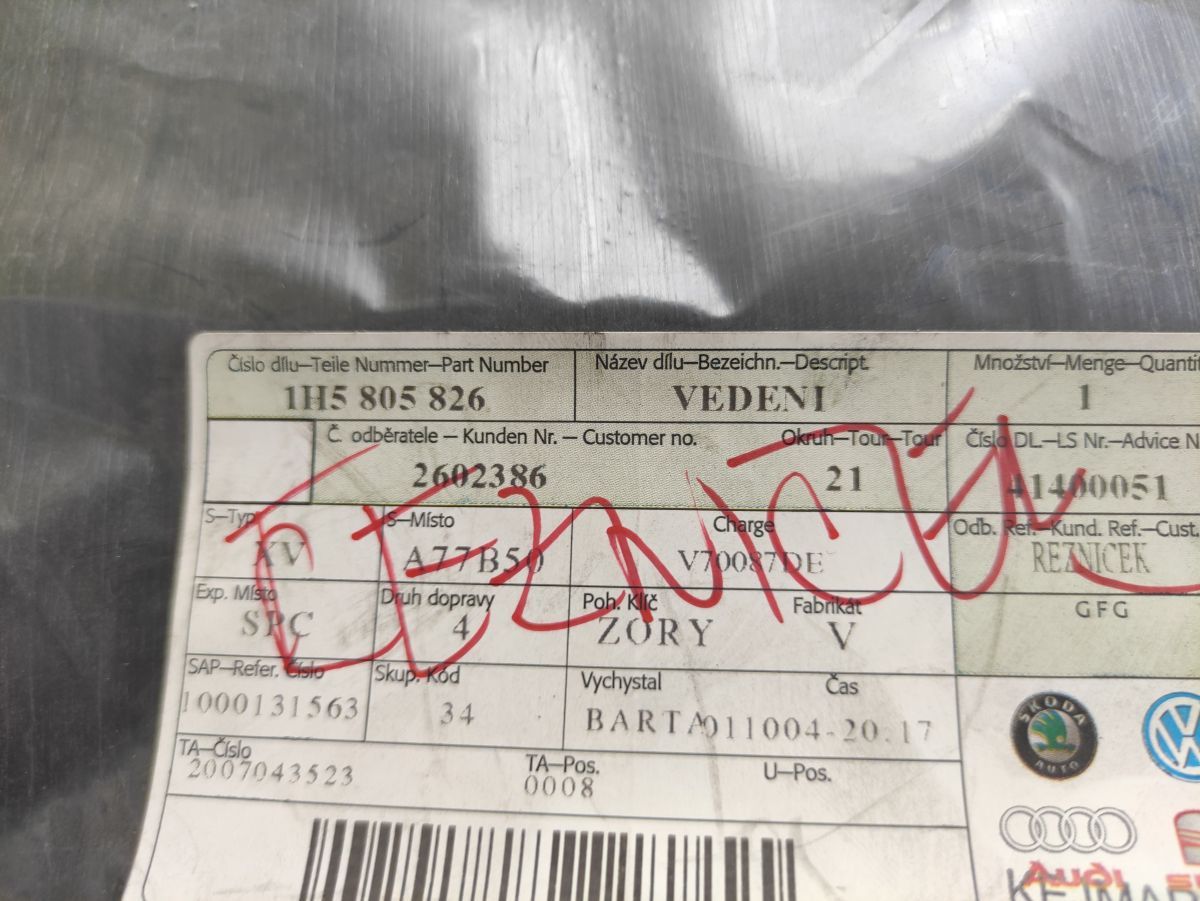 Číslo dílu—Teile Nummer—Part Number
1H5 805 826
Název dílu—Bezeichn.—Descript.
VEDENI
Množství—Menge—Quantit
1
Č. odběratele – Kunden Nr. – Customer no.
2602386
Okruh—Tour—Tour
21
Číslo DL—LS Nr.—Advice N
41400051
S—Typ
XV
S—Místo
A77B50
Charge
V70087DE
Odb. Ref.—Kund. Ref.—Cust.
REZNICEK
Exp. Místo
SPC
Druh dopravy
4
Poh. Klíč
ZORY
Fabrikát
V
GFG
SAP—Refer. Číslo
1000131563
Skup. Kód
34
Vychystal
BARTA
Čas
011004-20:17
TA—Číslo
2007043523
TA—Pos.
0008
U—Pos.
ŠKODA
AUTO
Audi